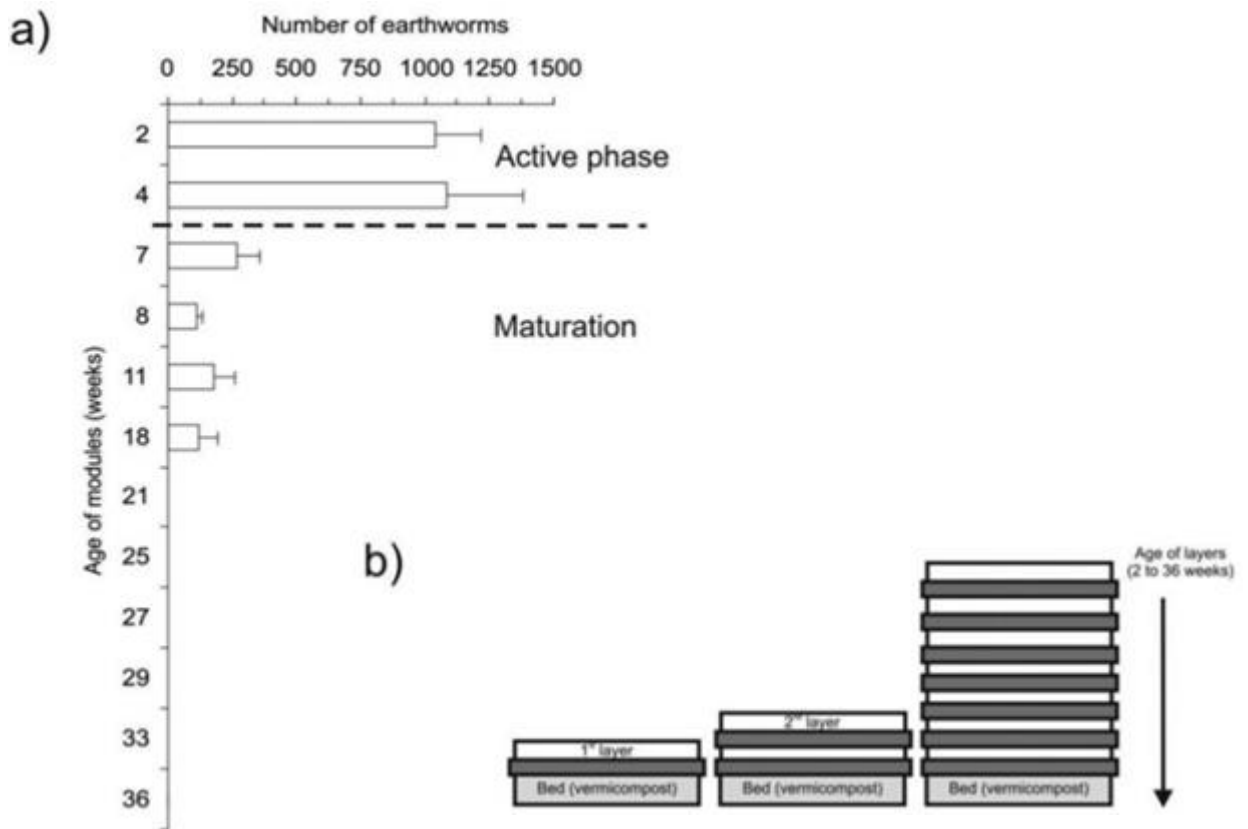 a)
Number of earthworms
0 250 500 750 1000 1250 1500
2
Active phase
4
7
8
Maturation
11
18
21
25
27
29
33
36
Age of modules (weeks)
b)
Age of layers
(2 to 36 weeks)
1st layer
Bed (vermicompost)
2nd layer
Bed (vermicompost)
Bed (vermicompost)